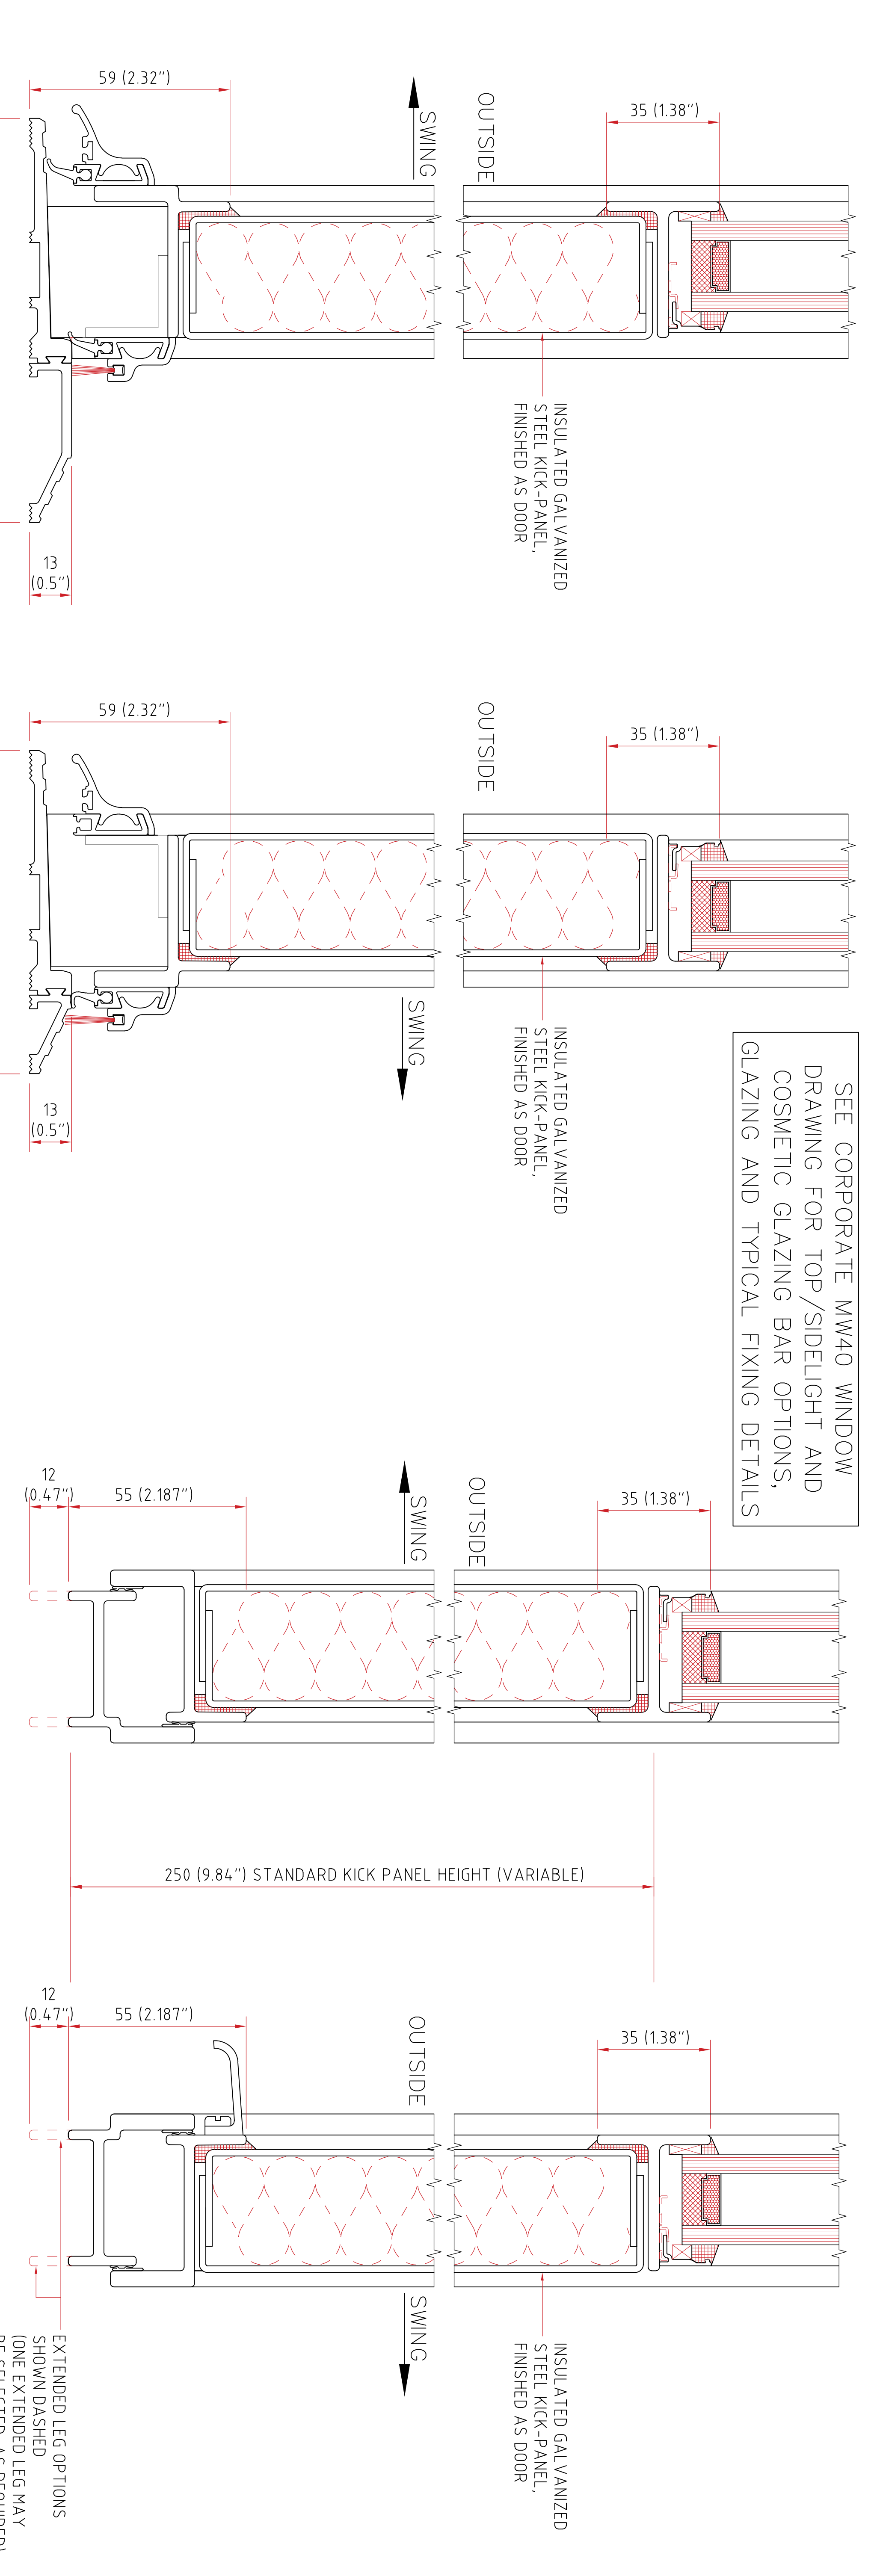 59 (2.32")
SWING
OUTSIDE
35 (1.38")
INSULATED GALVANIZED
STEEL KICK-PANEL,
FINISHED AS DOOR
13
(0.5")
59 (2.32")
OUTSIDE
35 (1.38")
SWING
INSULATED GALVANIZED
STEEL KICK-PANEL,
FINISHED AS DOOR
13
(0.5")
SEE CORPORATE MW40 WINDOW
DRAWING FOR TOP/SIDELIGHT AND
COSMETIC GLAZING BAR OPTIONS,
GLAZING AND TYPICAL FIXING DETAILS
12
(0.47")
55 (2.187")
SWING
OUTSIDE
35 (1.38")
250 (9.84") STANDARD KICK PANEL HEIGHT (VARIABLE)
12
(0.47")
55 (2.187")
OUTSIDE
35 (1.38")
SWING
INSULATED GALVANIZED
STEEL KICK-PANEL,
FINISHED AS DOOR
EXTENDED LEG OPTIONS
SHOWN DASHED
(ONE EXTENDED LEG MAY
BE SELECTED AS REQUIRED)